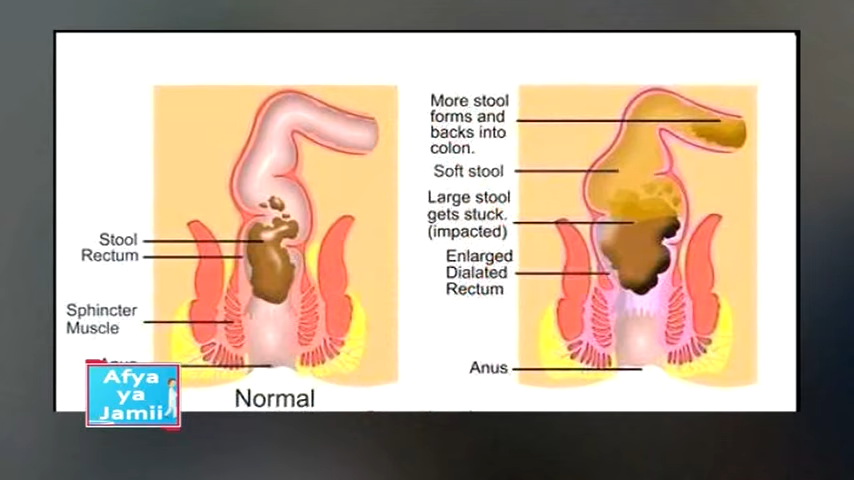 Stool
Rectum
Sphincter
Muscle
Normal
More stool
forms and
backs into
colon.
Soft stool
Large stool
gets stuck.
(impacted)
Enlarged
Dialated
Rectum
Anus
Afya
ya
Jamii